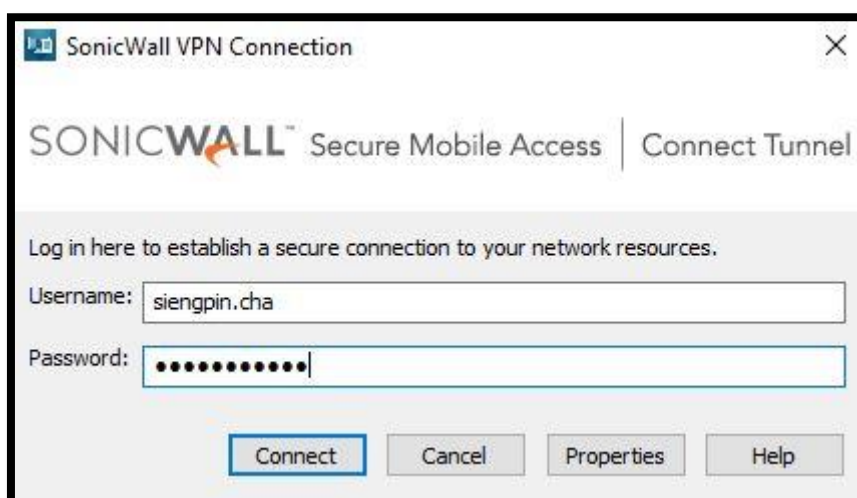 SonicWall VPN Connection
SONICWALL™ Secure Mobile Access | Connect Tunnel
Log in here to establish a secure connection to your network resources.
Username: siengpin.cha
Password: ●●●●●●●●●●●
Connect Cancel Properties Help